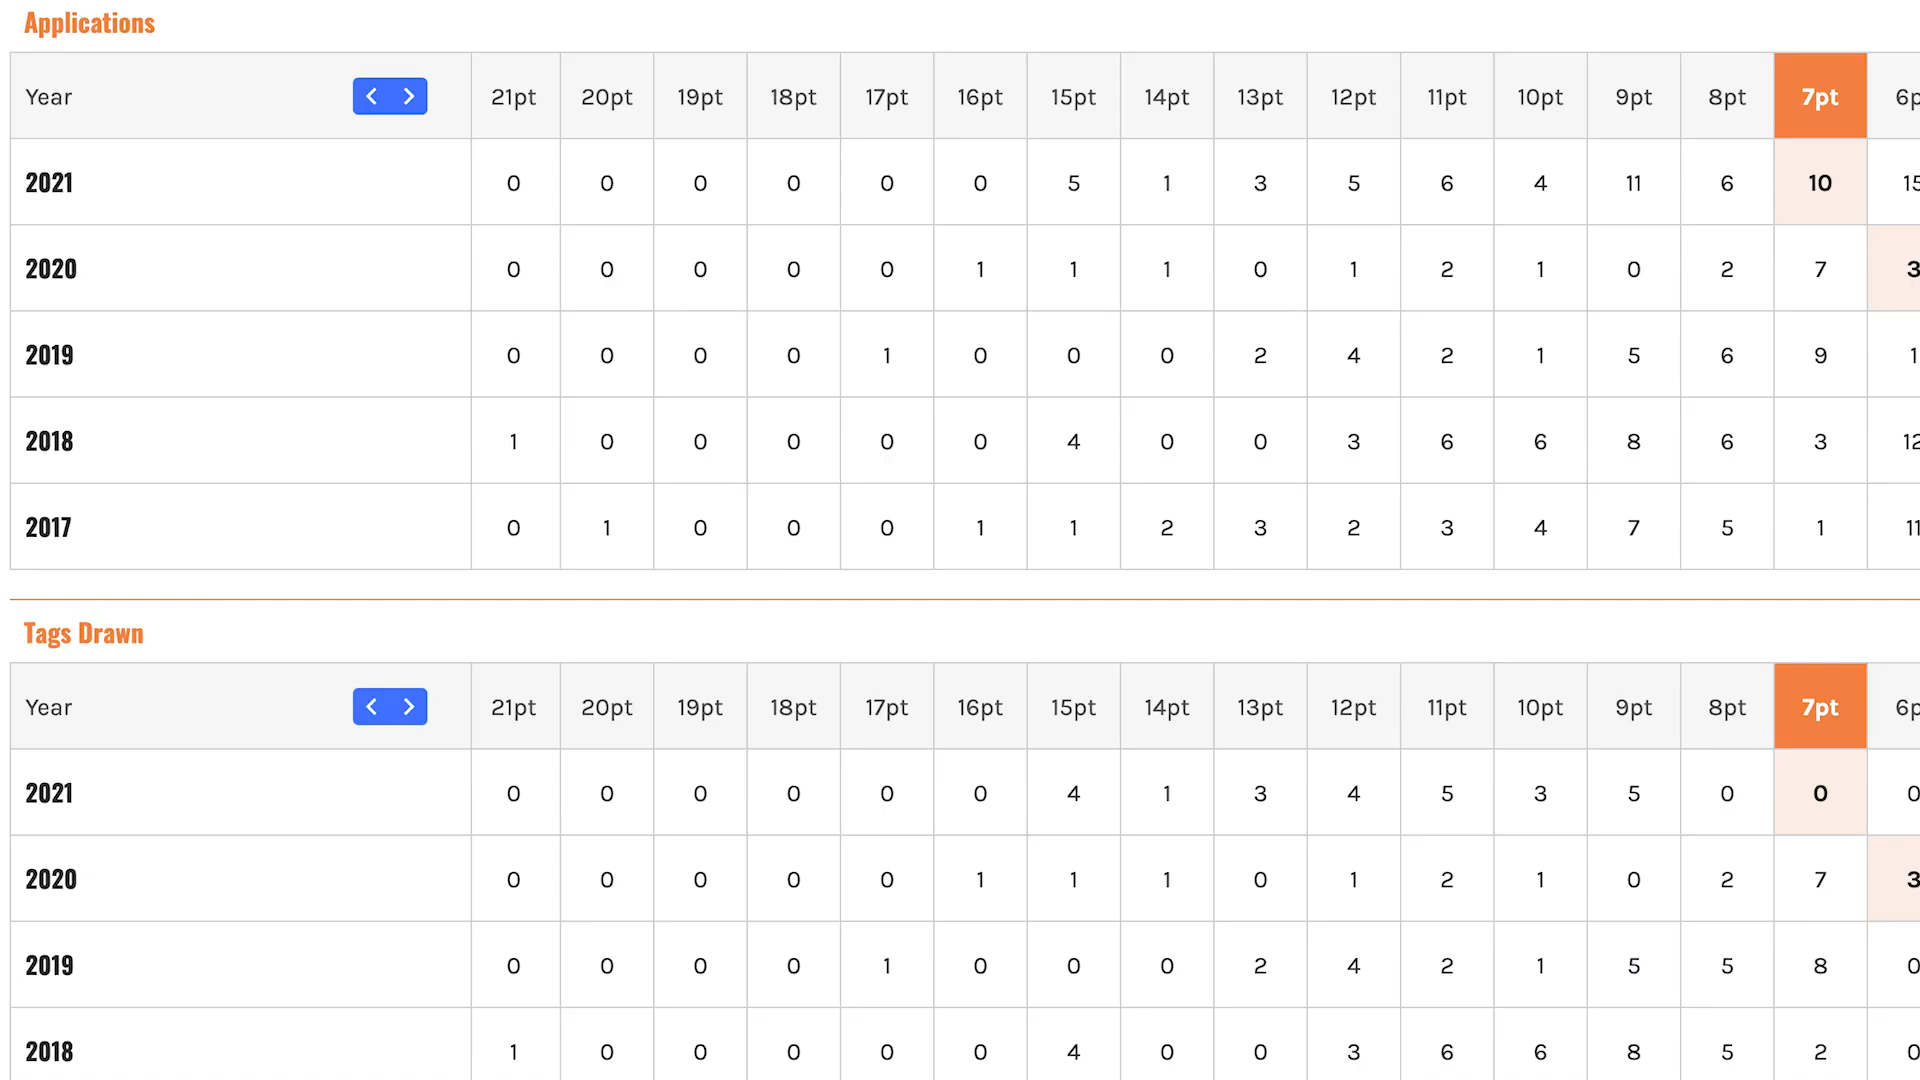 Applications
Year < > 21pt 20pt 19pt 18pt 17pt 16pt 15pt 14pt 13pt 12pt 11pt 10pt 9pt 8pt 7pt 6p
2021 0 0 0 0 0 0 5 1 3 5 6 4 11 6 10 15
2020 0 0 0 0 0 1 1 1 0 1 2 1 0 2 7 3
2019 0 0 0 0 1 0 0 0 2 4 2 1 5 6 9 1
2018 1 0 0 0 0 0 4 0 0 3 6 6 8 6 3 12
2017 0 1 0 0 0 1 1 2 3 2 3 4 7 5 1 11
Tags Drawn
Year < > 21pt 20pt 19pt 18pt 17pt 16pt 15pt 14pt 13pt 12pt 11pt 10pt 9pt 8pt 7pt 6p
2021 0 0 0 0 0 0 4 1 3 4 5 3 5 0 0 0
2020 0 0 0 0 0 1 1 1 0 1 2 1 0 2 7 3
2019 0 0 0 0 1 0 0 0 2 4 2 1 5 5 8 0
2018 1 0 0 0 0 0 4 0 0 3 6 6 8 5 2 0